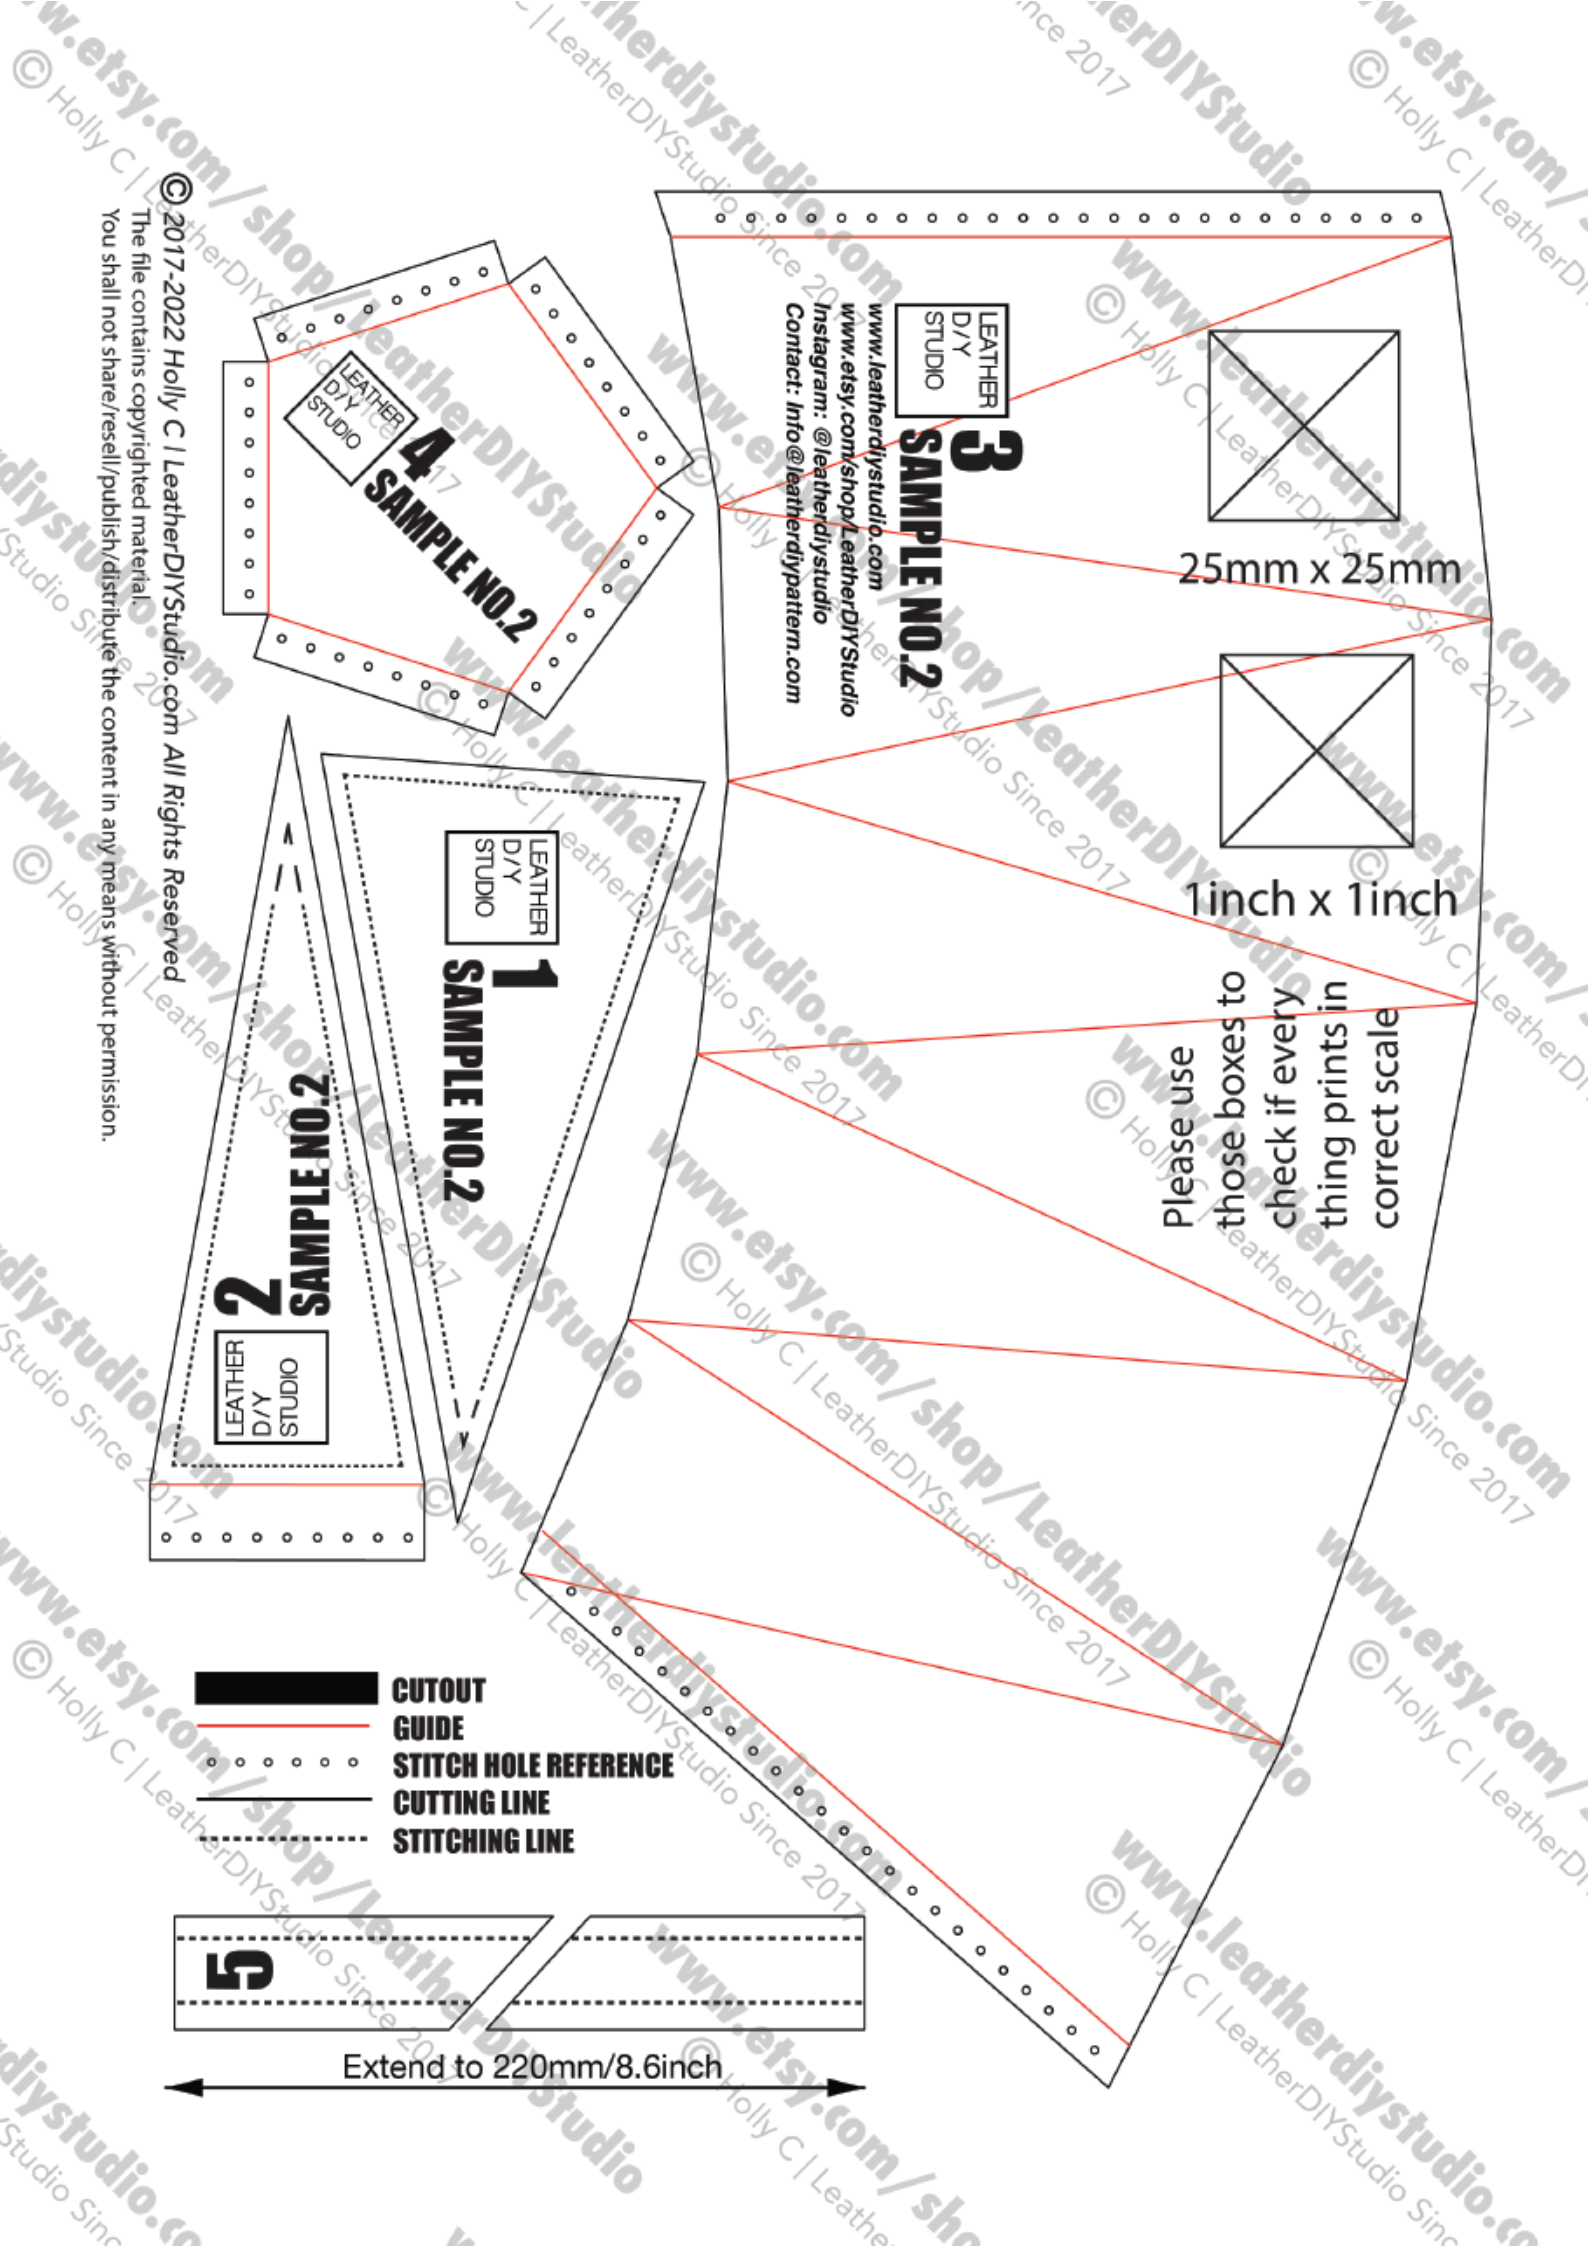 ©2017-2022 Holly C | LeatherDIYStudio.com All Rights Reserved
The file contains copyrighted material.
You shall not share/resell/publish/distribute the content in any means without permission.
LEATHER
D/Y
STUDIO
4
SAMPLE NO.2
LEATHER
D/Y
STUDIO
3
SAMPLE NO.2
www.leatherdiystudio.com
www.etsy.com/shop/LeatherDIYStudio
Instagram: @leatherdiystudio
Contact: Info@leatherdiypattern.com
25mm x 25mm
1inch x 1inch
Please use
those boxes to
check if every
thing prints in
correct scale
LEATHER
D/Y
STUDIO
1
SAMPLE NO.2
2
SAMPLE NO.2
LEATHER
D/Y
STUDIO
CUTOUT
GUIDE
STITCH HOLE REFERENCE
CUTTING LINE
STITCHING LINE
5
Extend to 220mm/8.6inch
www.etsy.com/shop/LeatherDIYStudio
© Holly C | LeatherDIYStudio Since 2017
www.leatherdiystudio.com
© Holly C | LeatherDIYStudio Since 2017